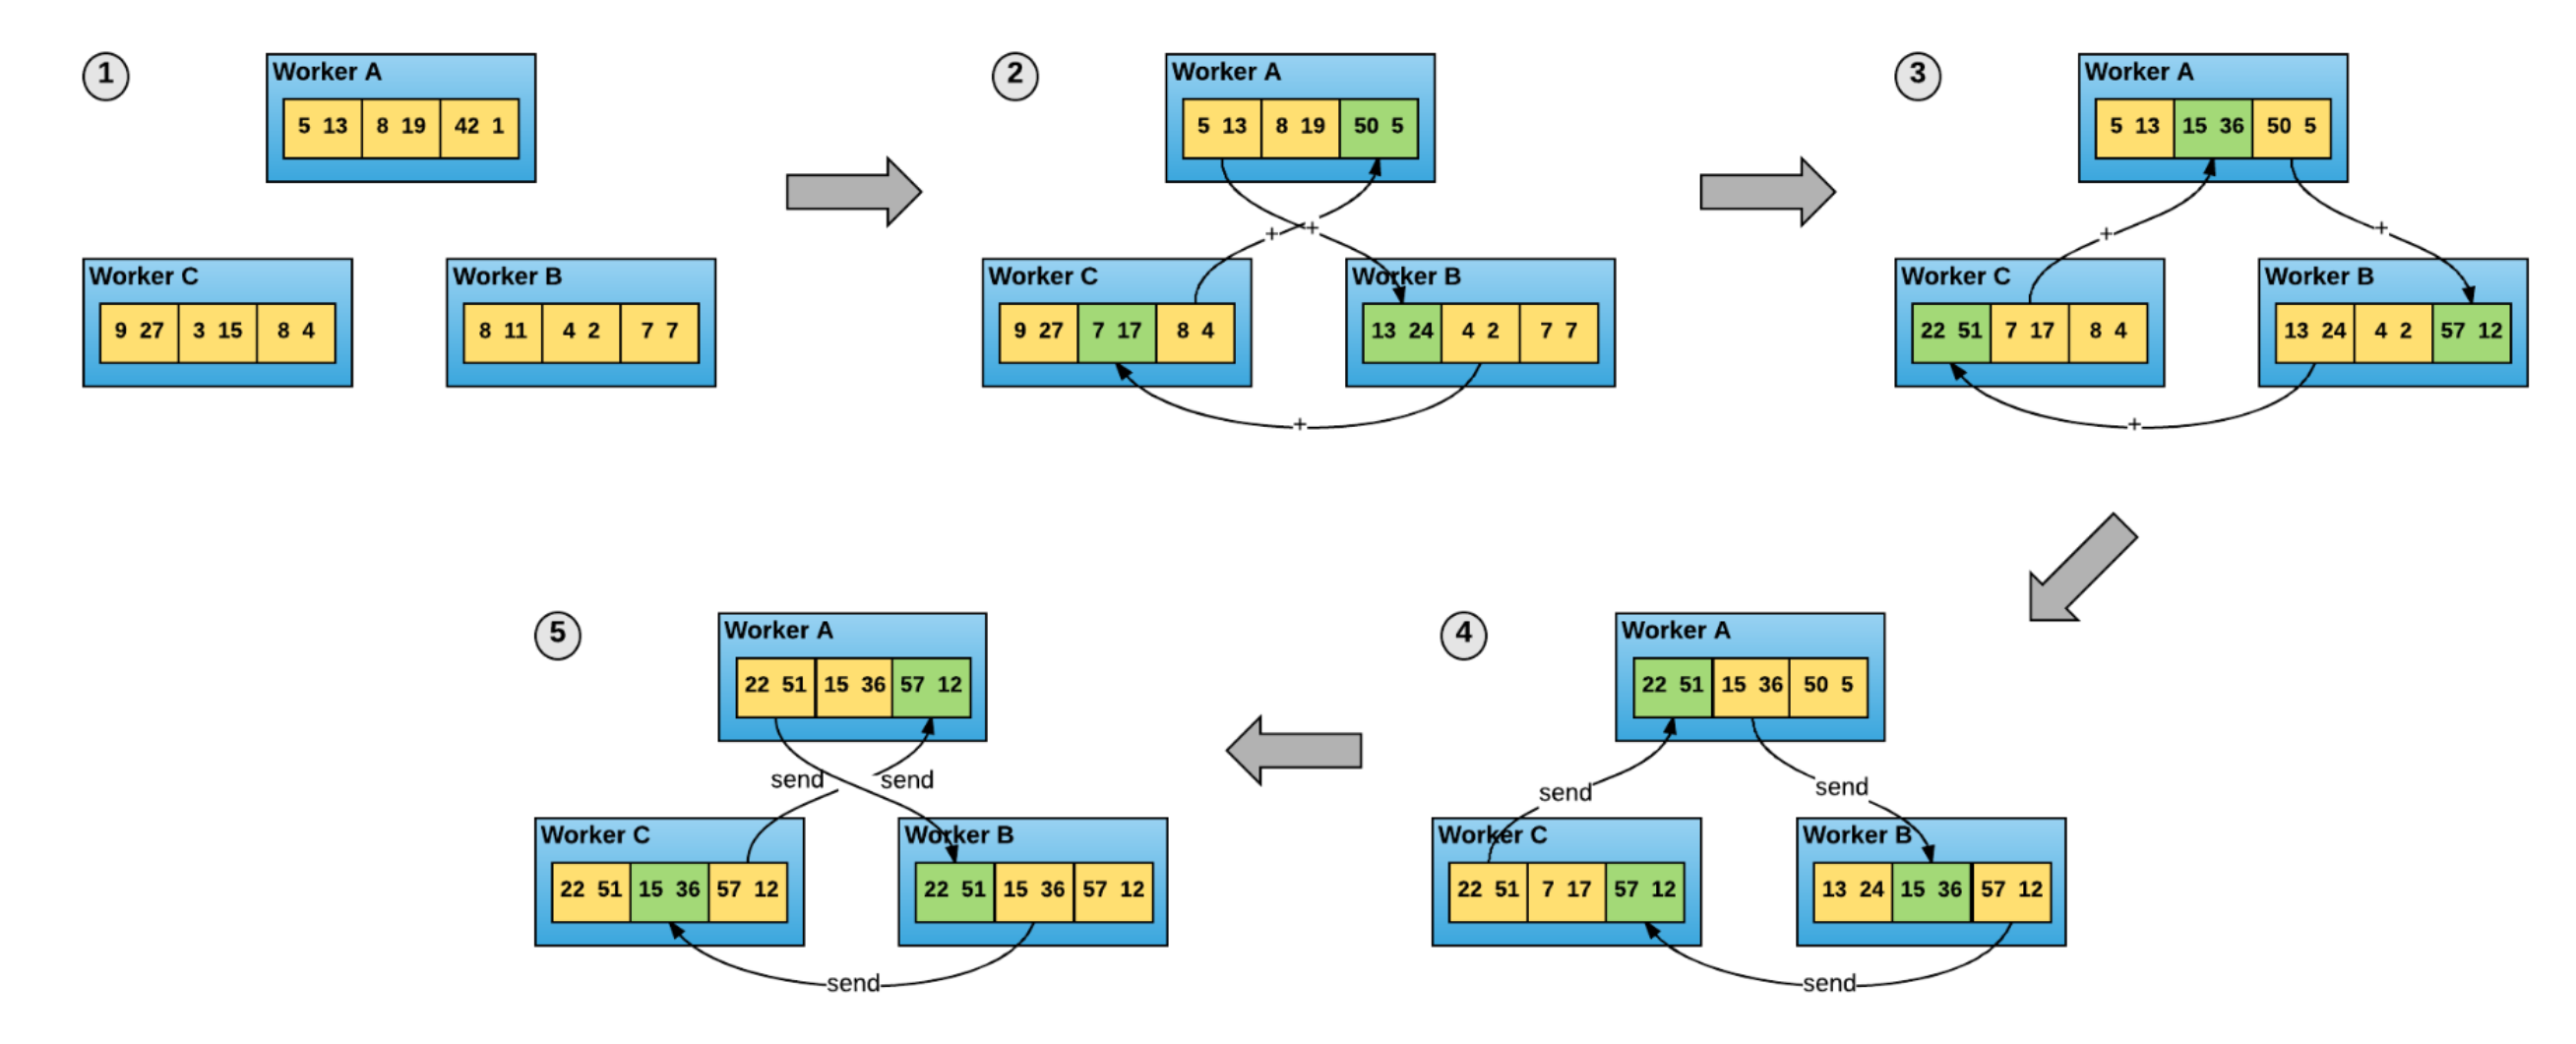 1
Worker A
5 13 8 19 42 1
Worker C
9 27 3 15 8 4
Worker B
8 11 4 2 7 7
2
Worker A
5 13 8 19 50 5
+ +
Worker C
9 27 7 17 8 4
Worker B
13 24 4 2 7 7
+
3
Worker A
5 13 15 36 50 5
+ +
Worker C
22 51 7 17 8 4
Worker B
13 24 4 2 57 12
+
5
Worker A
22 51 15 36 57 12
send send
Worker C
22 51 15 36 57 12
Worker B
22 51 15 36 57 12
send
4
Worker A
22 51 15 36 50 5
send send
Worker C
22 51 7 17 57 12
Worker B
13 24 15 36 57 12
send